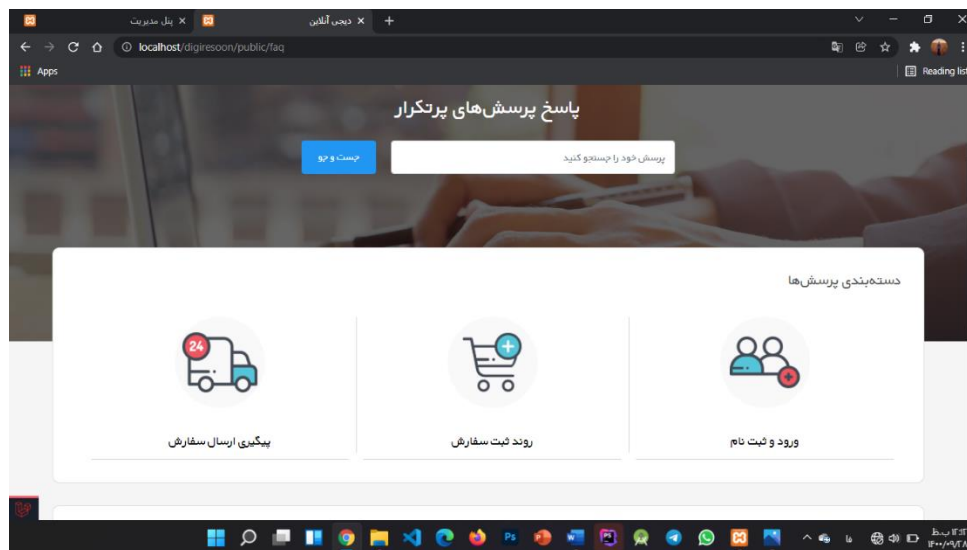 پنل مدیریت
دیجی آنلاین
localhost/digiresoon/public/faq
Apps
Reading list
پاسخ پرسش‌های پرتکرار
پرسش خود را جستجو کنید
جست و جو
دسته‌بندی پرسش‌ها
24
ورود و ثبت نام
روند ثبت سفارش
پیگیری ارسال سفارش
Ps